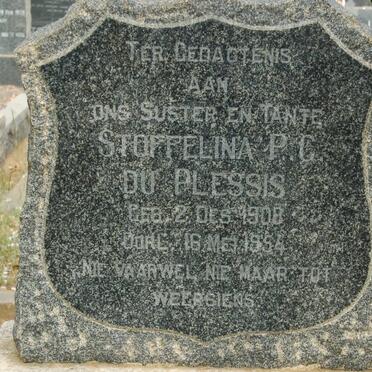 TER GEDAGTENIS
AAN
ONS SUSTER EN TANTE
STOFFELINA P. C.
DU PLESSIS
GEB. 2 DES. 1908
OORL. 18 MEI 1954
"NIE VAARWEL NIE MAAR TOT
WEERSIENS"